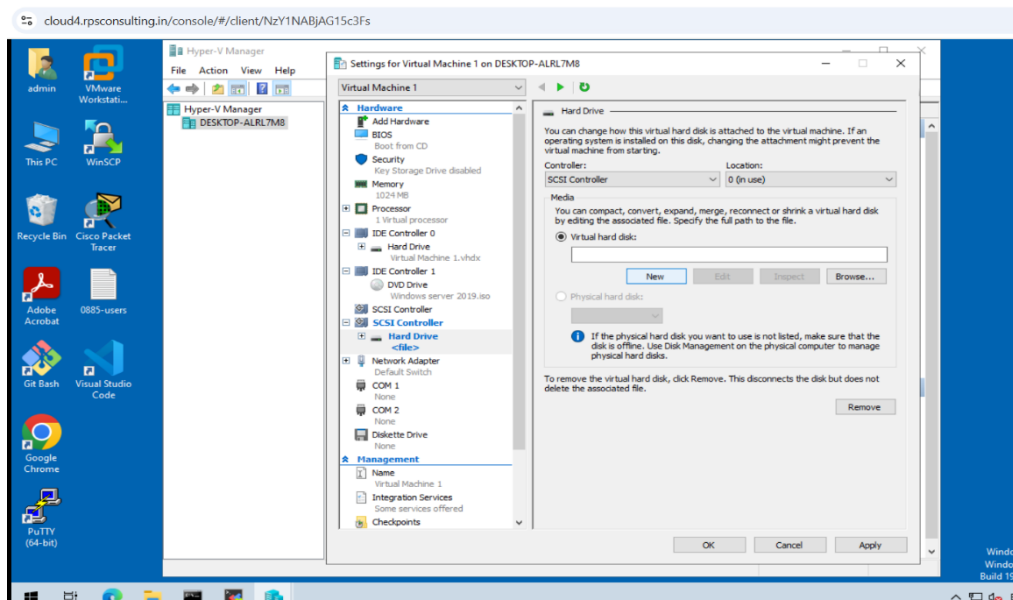 cloud4.rpsconsulting.in/console/#/client/NzY1NABjAG15c3Fs
admin
VMware
Workstati...
This PC
WinSCP
Recycle Bin
Cisco Packet
Tracer
Adobe
Acrobat
0885-users
Git Bash
Visual Studio
Code
Google
Chrome
PuTTY
(64-bit)
Hyper-V Manager
File Action View Help
Hyper-V Manager
DESKTOP-ALRL7M8
Settings for Virtual Machine 1 on DESKTOP-ALRL7M8
Virtual Machine 1
Hardware
Add Hardware
BIOS
Boot from CD
Security
Key Storage Drive disabled
Memory
1024 MB
Processor
1 Virtual processor
IDE Controller 0
Hard Drive
Virtual Machine 1.vhdx
IDE Controller 1
DVD Drive
Windows server 2019.iso
SCSI Controller
SCSI Controller
Hard Drive
<file>
Network Adapter
Default Switch
COM 1
None
COM 2
None
Diskette Drive
None
Management
Name
Virtual Machine 1
Integration Services
Some services offered
Checkpoints
Hard Drive
You can change how this virtual hard disk is attached to the virtual machine. If an
operating system is installed on this disk, changing the attachment might prevent the
virtual machine from starting.
Controller: Location:
SCSI Controller 0 (in use)
Media
You can compact, convert, expand, merge, reconnect or shrink a virtual hard disk
by editing the associated file. Specify the full path to the file.
Virtual hard disk:
New Edit Inspect Browse...
Physical hard disk:
If the physical hard disk you want to use is not listed, make sure that the
disk is offline. Use Disk Management on the physical computer to manage
physical hard disks.
To remove the virtual hard disk, click Remove. This disconnects the disk but does not
delete the associated file.
Remove
OK Cancel Apply
Windo
Windo
Build 19